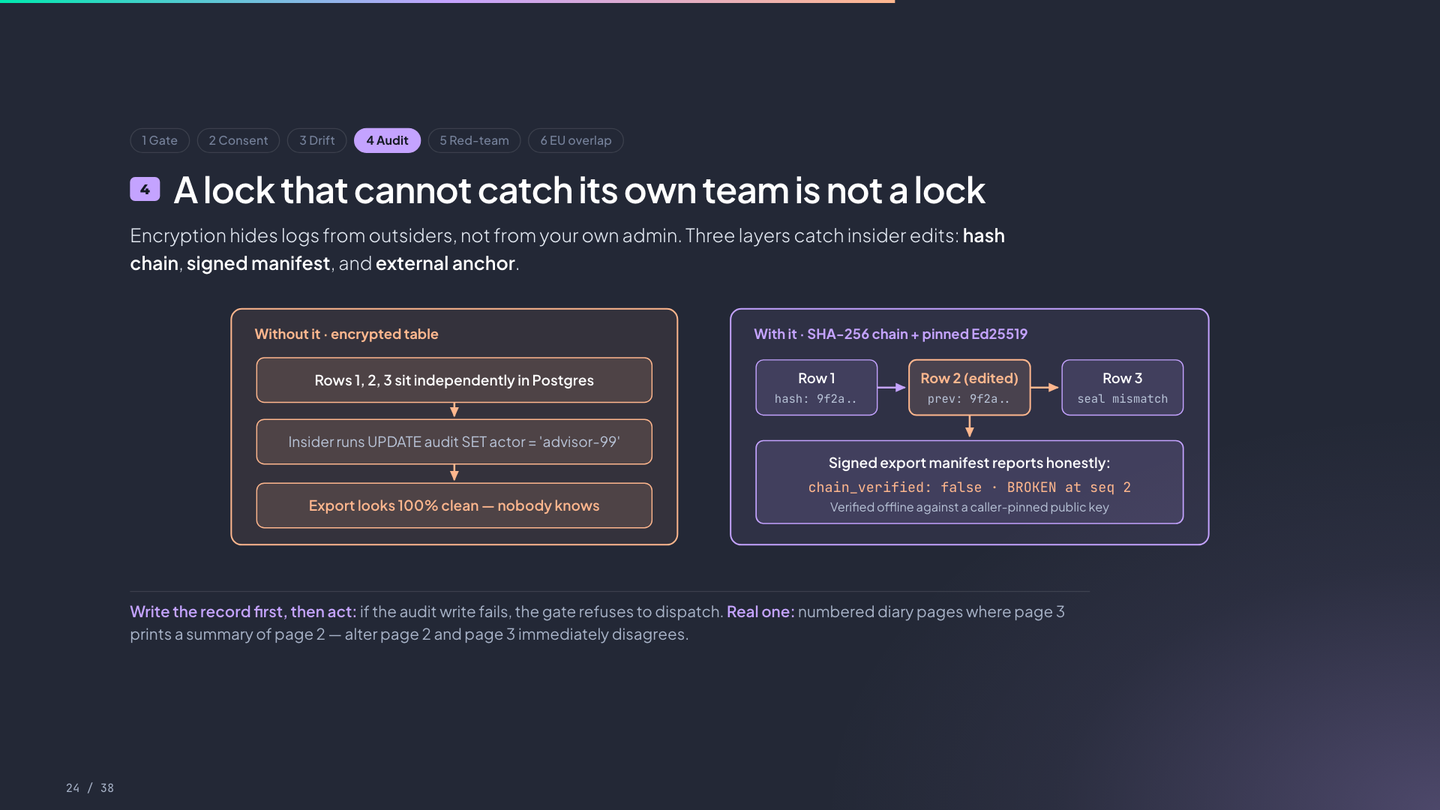 1 Gate
2 Consent
3 Drift
4 Audit
5 Red-team
6 EU overlap
4
A lock that cannot catch its own team is not a lock
Encryption hides logs from outsiders, not from your own admin. Three layers catch insider edits: hash
chain, signed manifest, and external anchor.
Without it · encrypted table
Rows 1, 2, 3 sit independently in Postgres
Insider runs UPDATE audit SET actor = 'advisor-99'
Export looks 100% clean — nobody knows
With it · SHA-256 chain + pinned Ed25519
Row 1
hash: 9f2a..
Row 2 (edited)
prev: 9f2a..
Row 3
seal mismatch
Signed export manifest reports honestly:
chain_verified: false · BROKEN at seq 2
Verified offline against a caller-pinned public key
Write the record first, then act: if the audit write fails, the gate refuses to dispatch. Real one: numbered diary pages where page 3
prints a summary of page 2 — alter page 2 and page 3 immediately disagrees.
24 / 38